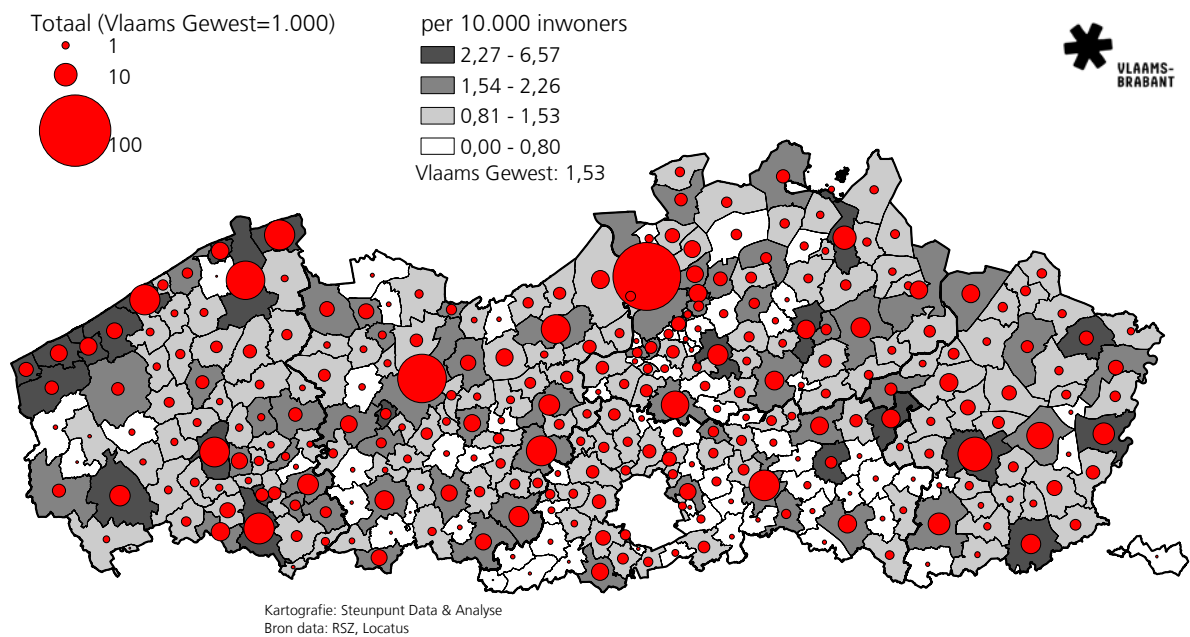 Totaal (Vlaams Gewest=1.000)
1
10
100
per 10.000 inwoners
2,27 - 6,57
1,54 - 2,26
0,81 - 1,53
0,00 - 0,80
Vlaams Gewest: 1,53
VLAAMS-
BRABANT
Kartografie: Steunpunt Data & Analyse
Bron data: RSZ, Locatus